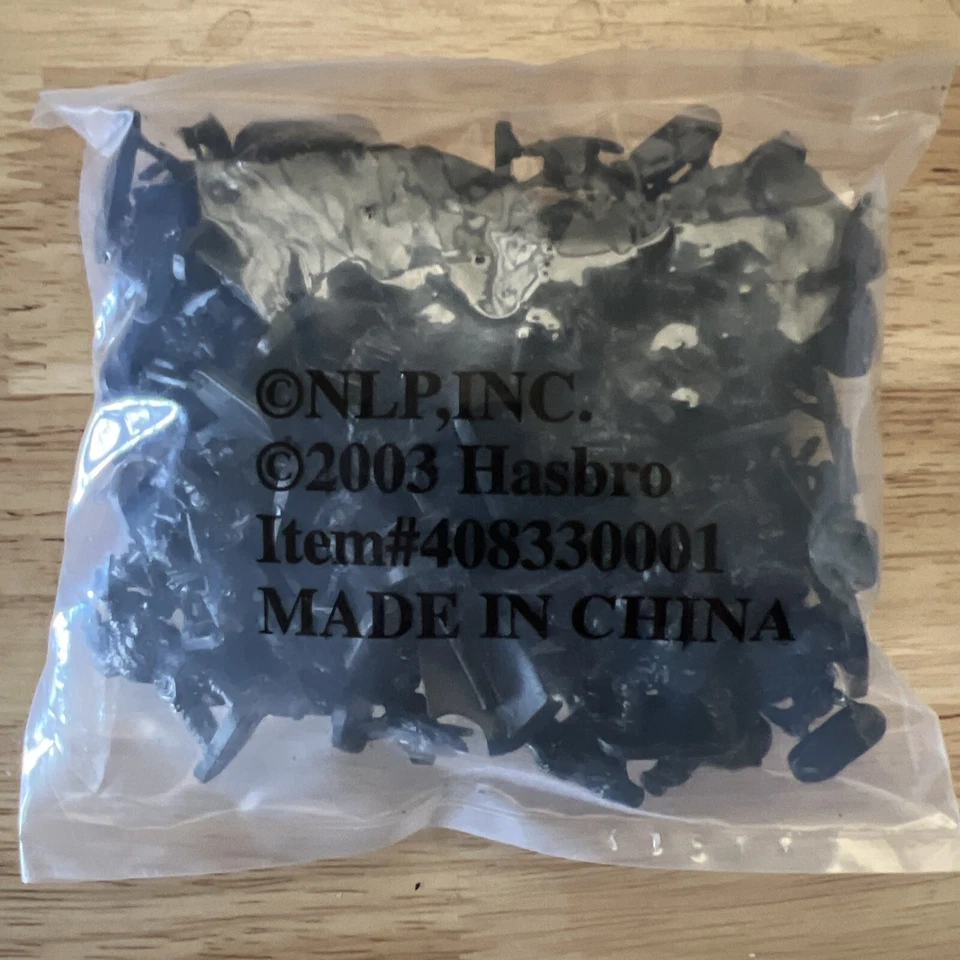 ©NLP,INC.
©2003 Hasbro
Item#408330001
MADE IN CHINA